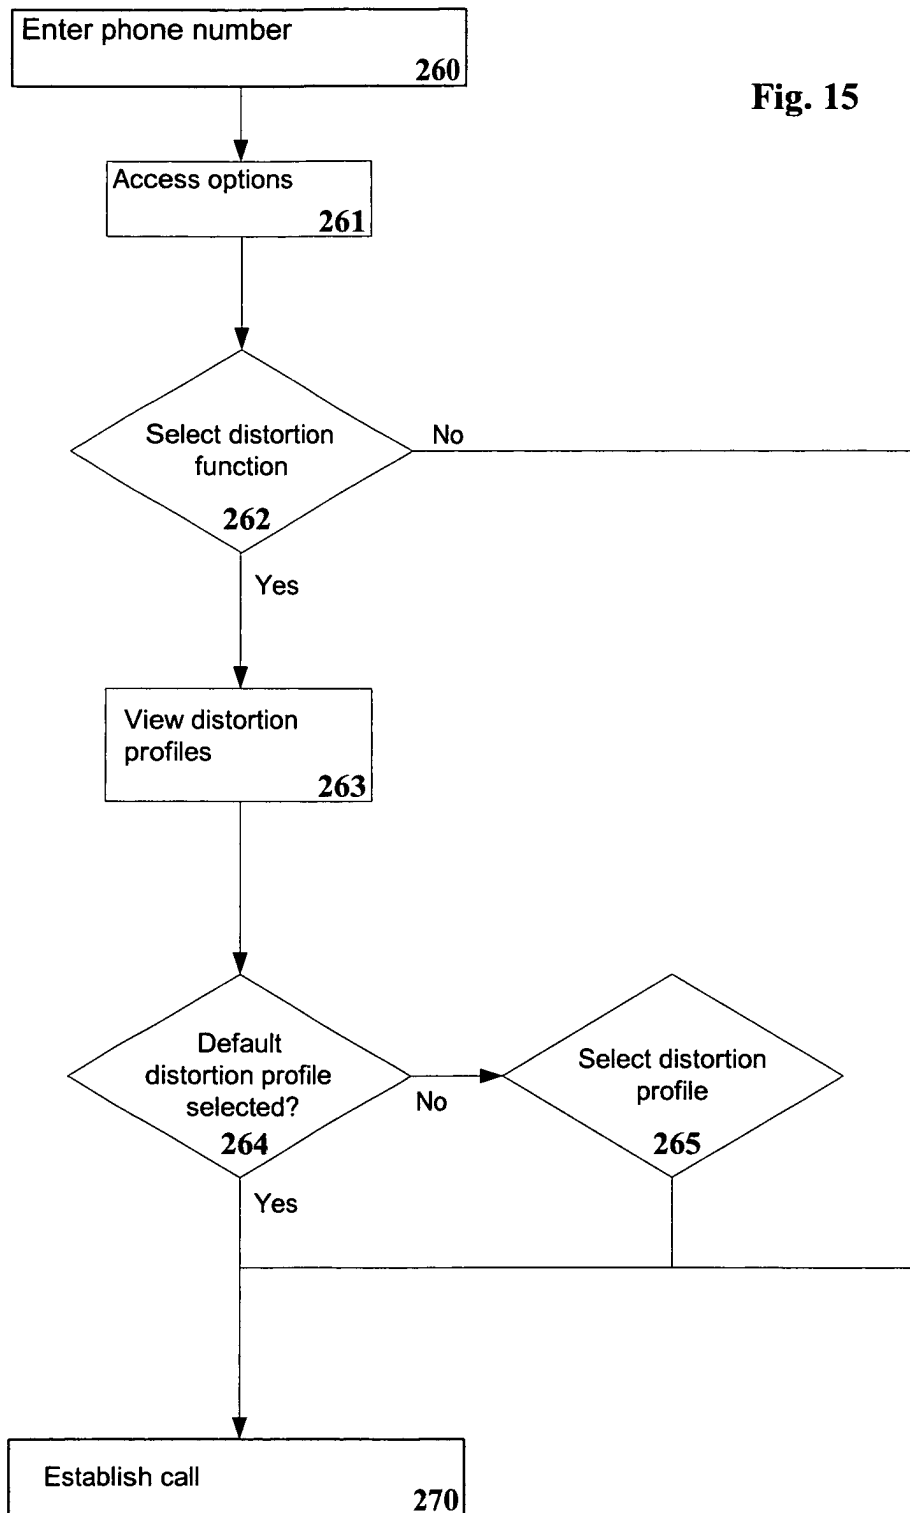 Enter phone number
260
Fig. 15
Access options
261
Select distortion
function
262
No
Yes
View distortion
profiles
263
Default
distortion profile
selected?
264
No
Select distortion
profile
265
Yes
Establish call
270